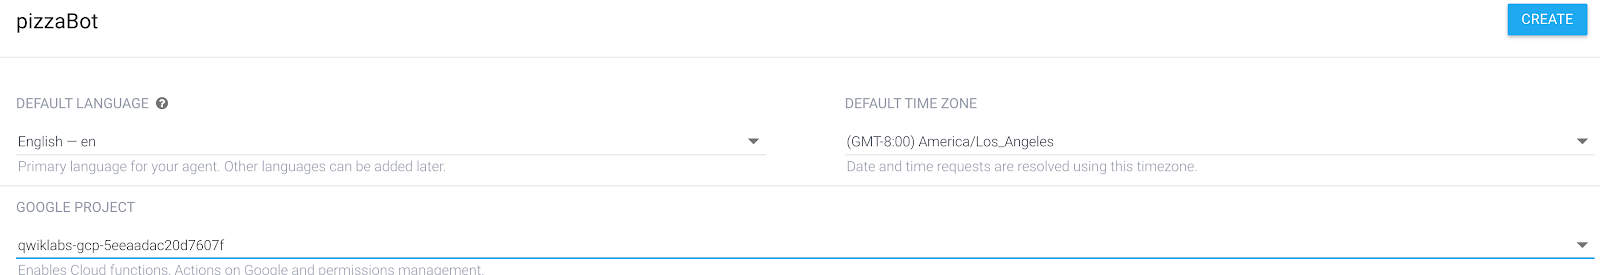 pizzaBot
CREATE
DEFAULT LANGUAGE
English — en
Primary language for your agent. Other languages can be added later.
DEFAULT TIME ZONE
(GMT-8:00) America/Los_Angeles
Date and time requests are resolved using this timezone.
GOOGLE PROJECT
qwiklabs-gcp-5eeaadac20d7607f
Enables Cloud functions, Actions on Google and permissions management.